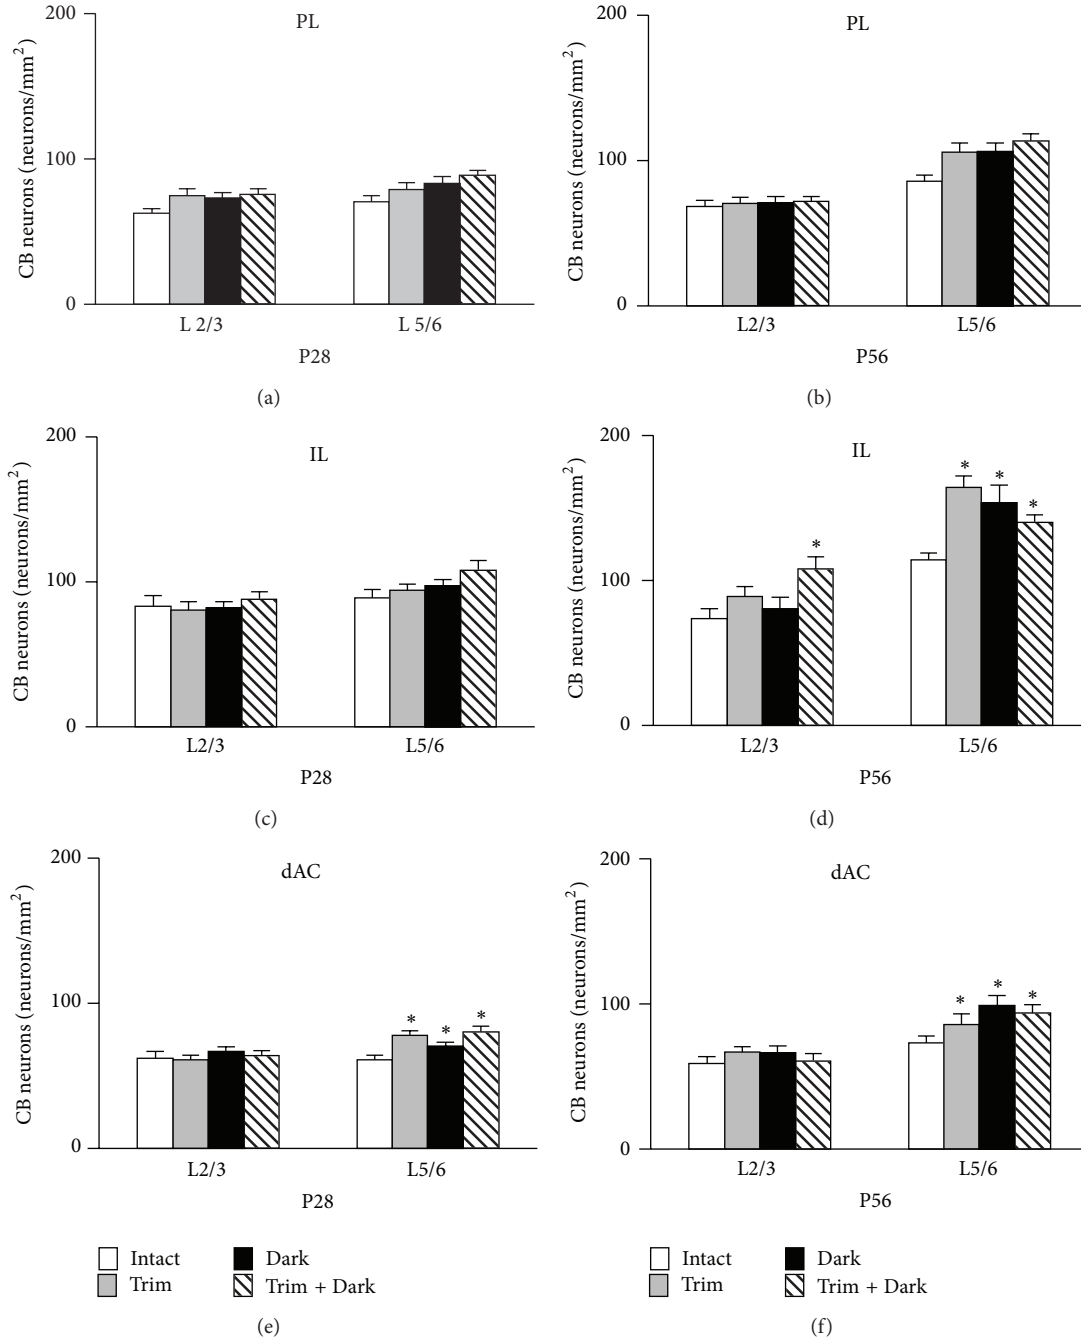 PL
CB neurons (neurons/mm²)
200
100
0
L 2/3
L 5/6
P28
(a)
PL
CB neurons (neurons/mm²)
200
100
0
L2/3
L5/6
P56
(b)
IL
CB neurons (neurons/mm²)
200
100
0
L2/3
L5/6
P28
(c)
IL
CB neurons (neurons/mm²)
200
100
0
*
*
*
*
L2/3
L5/6
P56
(d)
dAC
CB neurons (neurons/mm²)
200
100
0
*
*
*
L2/3
L5/6
P28
Intact
Dark
Trim
Trim + Dark
(e)
dAC
CB neurons (neurons/mm²)
200
100
0
*
*
*
L2/3
L5/6
P56
Intact
Dark
Trim
Trim + Dark
(f)